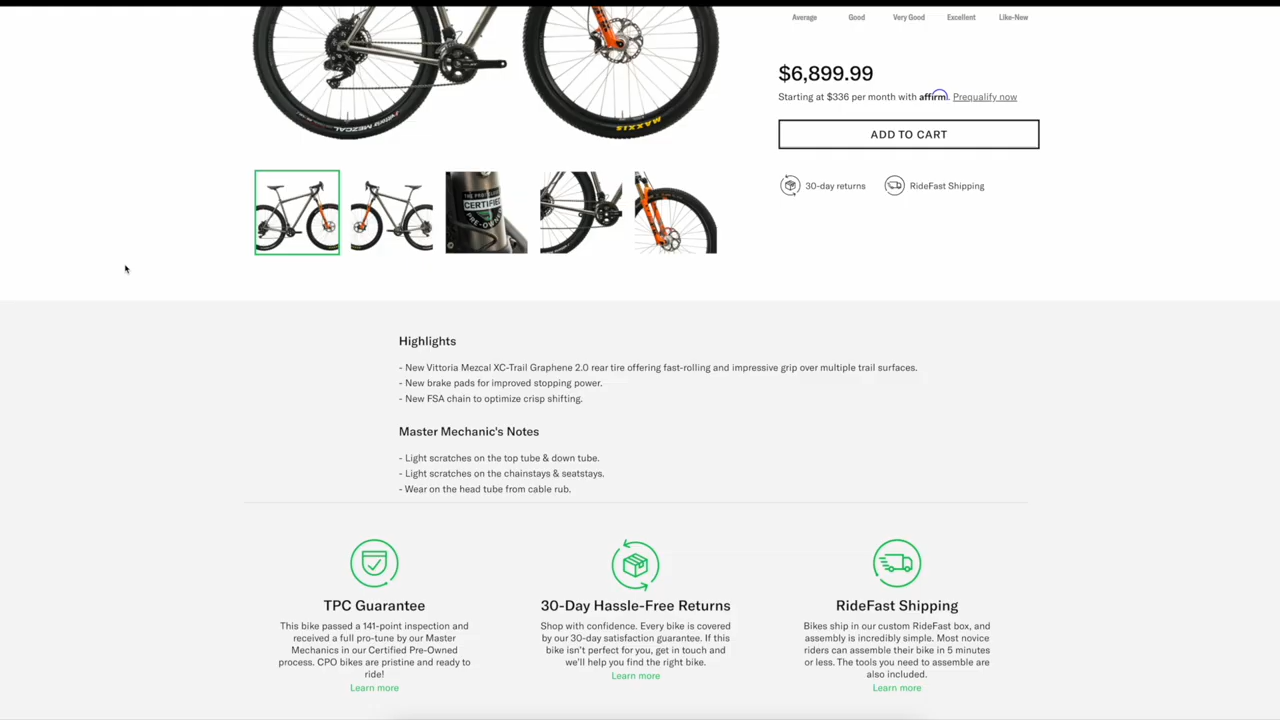 Average Good Very Good Excellent Like-New
$6,899.99
Starting at $336 per month with affirm. Prequalify now
ADD TO CART
30-day returns RideFast Shipping
MEZCAL
MAXXIS
CERTIFIED
PRE-OWNED
Highlights
- New Vittoria Mezcal XC-Trail Graphene 2.0 rear tire offering fast-rolling and impressive grip over multiple trail surfaces.
- New brake pads for improved stopping power.
- New FSA chain to optimize crisp shifting.
Master Mechanic's Notes
- Light scratches on the top tube & down tube.
- Light scratches on the chainstays & seatstays.
- Wear on the head tube from cable rub.
TPC Guarantee
This bike passed a 141-point inspection and
received a full pro-tune by our Master
Mechanics in our Certified Pre-Owned
process. CPO bikes are pristine and ready to
ride!
Learn more
30-Day Hassle-Free Returns
Shop with confidence. Every bike is covered
by our 30-day satisfaction guarantee. If this
bike isn't perfect for you, get in touch and
we'll help you find the right bike.
Learn more
RideFast Shipping
Bikes ship in our custom RideFast box, and
assembly is incredibly simple. Most novice
riders can assemble their bike in 5 minutes
or less. The tools you need to assemble are
also included.
Learn more